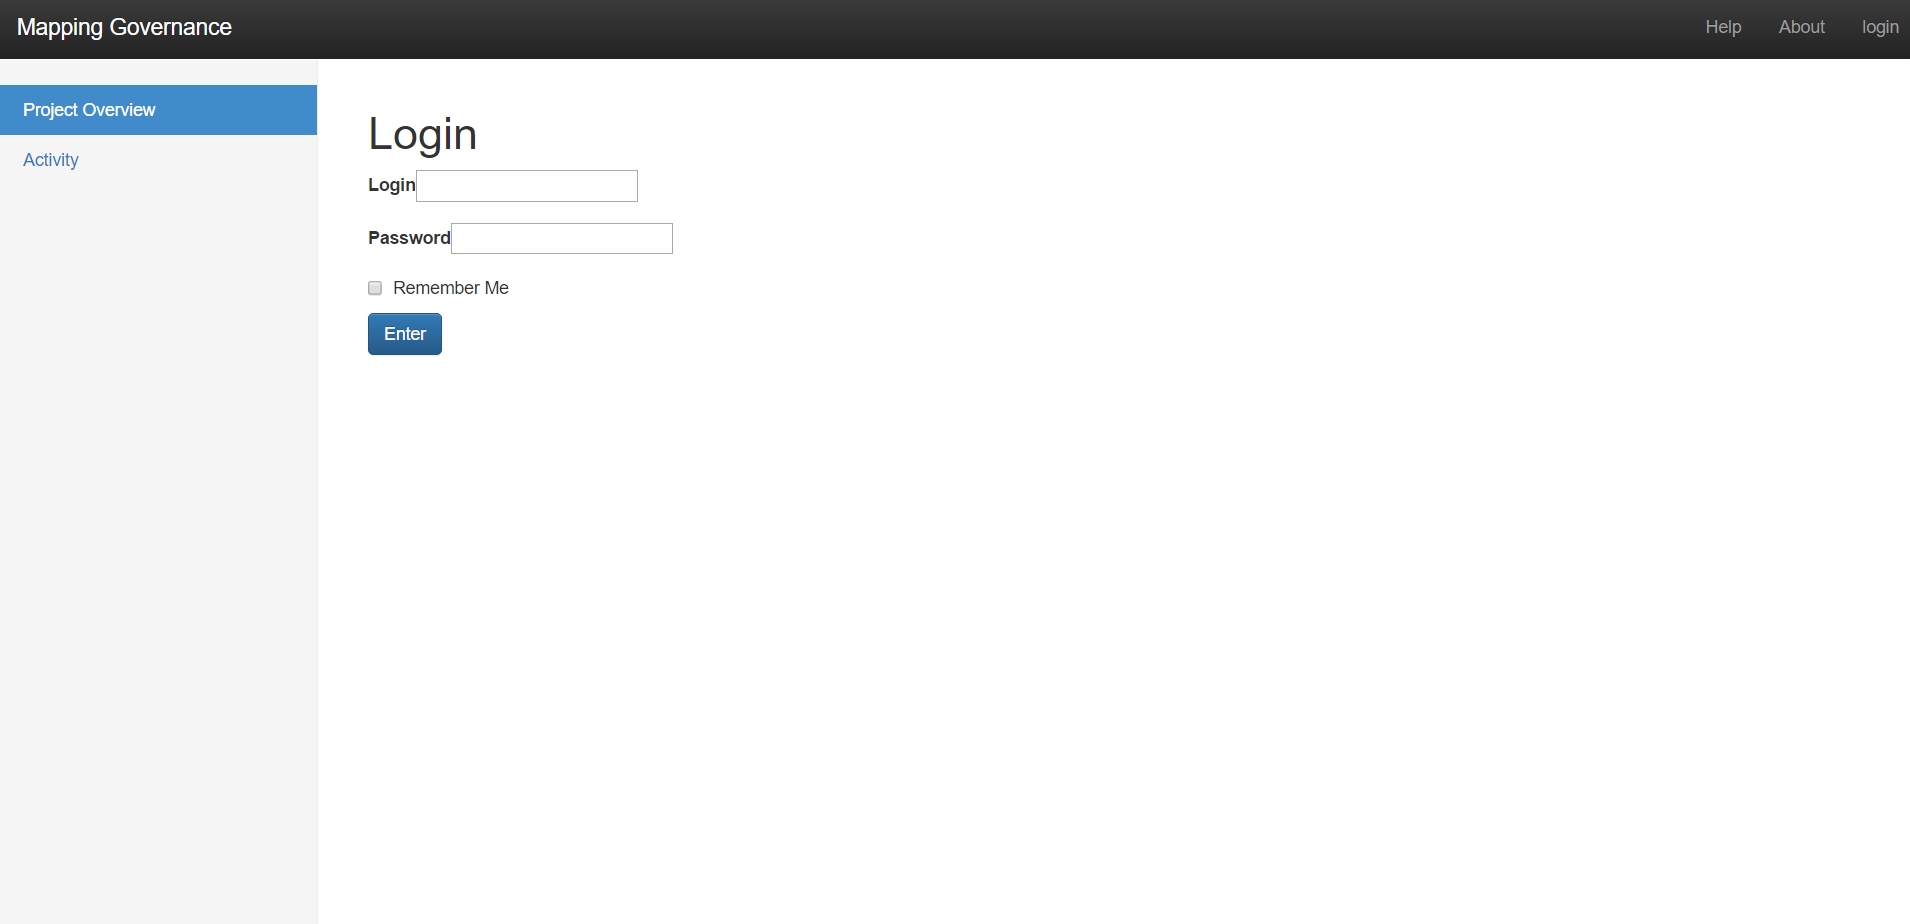 Mapping Governance
Help About login
Project Overview
Activity
Login
Login
Password
Remember Me
Enter